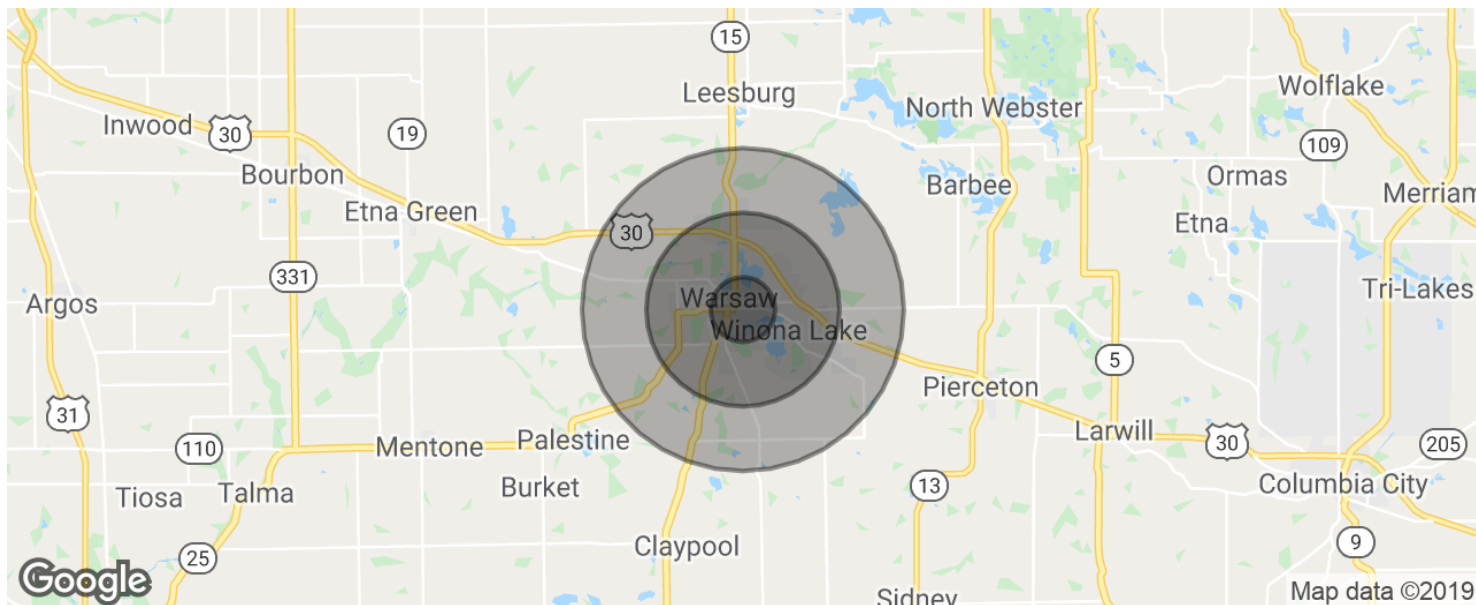 15
Leesburg
Wolflake
North Webster
Inwood
30
19
109
Bourbon
Barbee
Ormas
Merriam
Etna Green
Etna
30
331
Argos
Warsaw
Tri-Lakes
Winona Lake
5
Pierceton
31
Larwill
Palestine
Mentone
110
30
205
Burket
13
Columbia City
Tiosa
Talma
Claypool
25
9
Google
Sidney
Map data ©2019